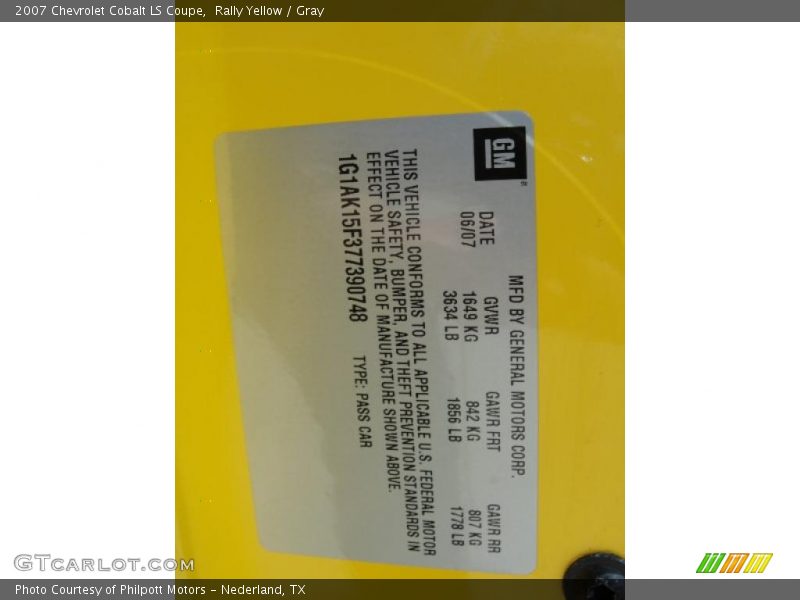 2007 Chevrolet Cobalt LS Coupe, Rally Yellow / Gray
GM
®
MFD BY GENERAL MOTORS CORP.
DATE GVWR GAWR FRT GAWR RR
06/07 1649 KG 842 KG 807 KG
3634 LB 1856 LB 1778 LB
THIS VEHICLE CONFORMS TO ALL APPLICABLE U.S. FEDERAL MOTOR
VEHICLE SAFETY, BUMPER, AND THEFT PREVENTION STANDARDS IN
EFFECT ON THE DATE OF MANUFACTURE SHOWN ABOVE.
1G1AK15F377390748 TYPE: PASS CAR
GTCarlot.com
Photo Courtesy of Philpott Motors - Nederland, TX